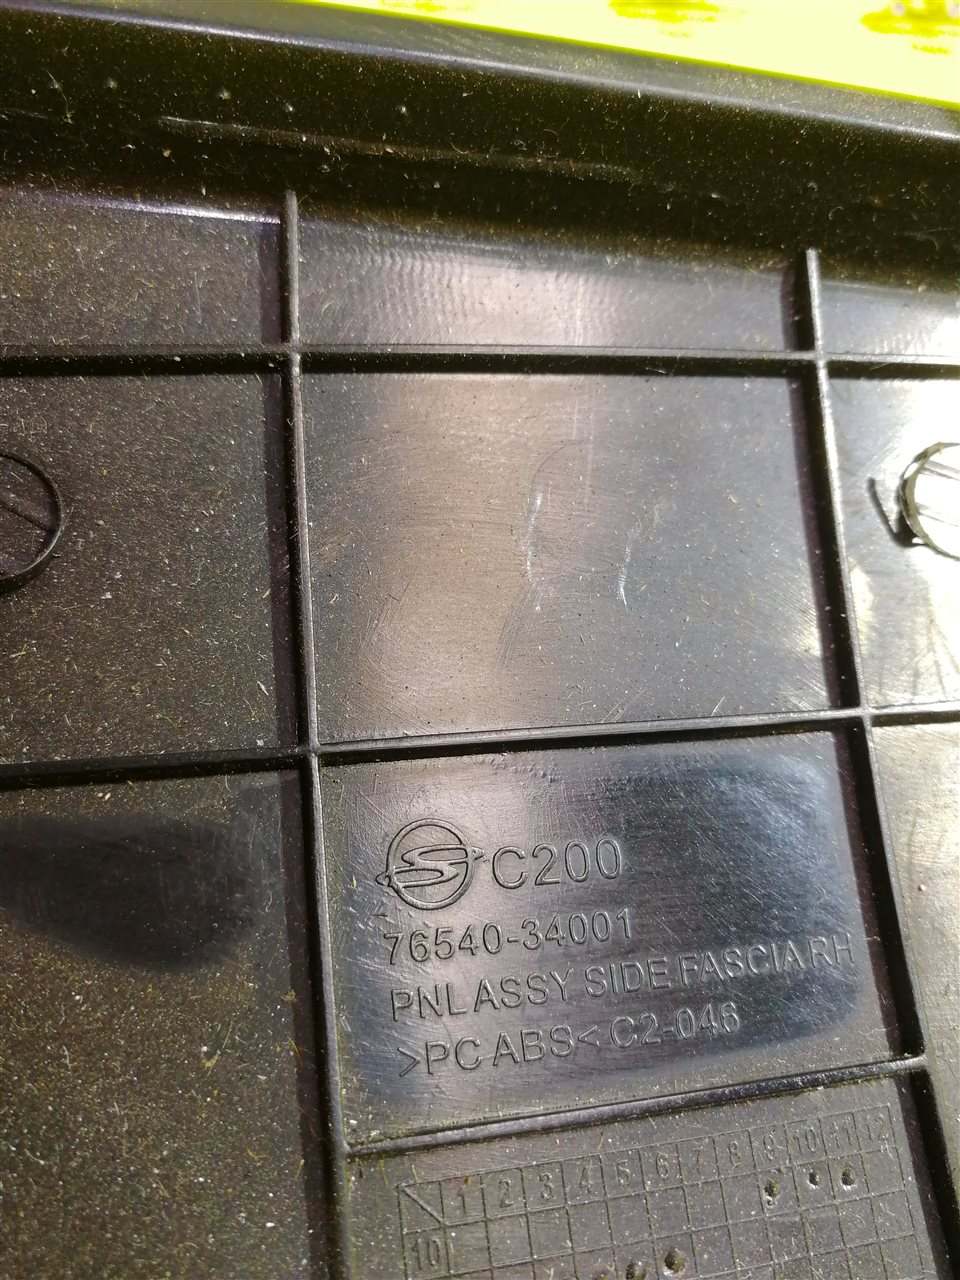 C200
76540-34001
PNL ASSY SIDE FASCIA RH
>PC ABS< C2-046
1 2 3 4 5 6 7 8 9 10 11 12
10